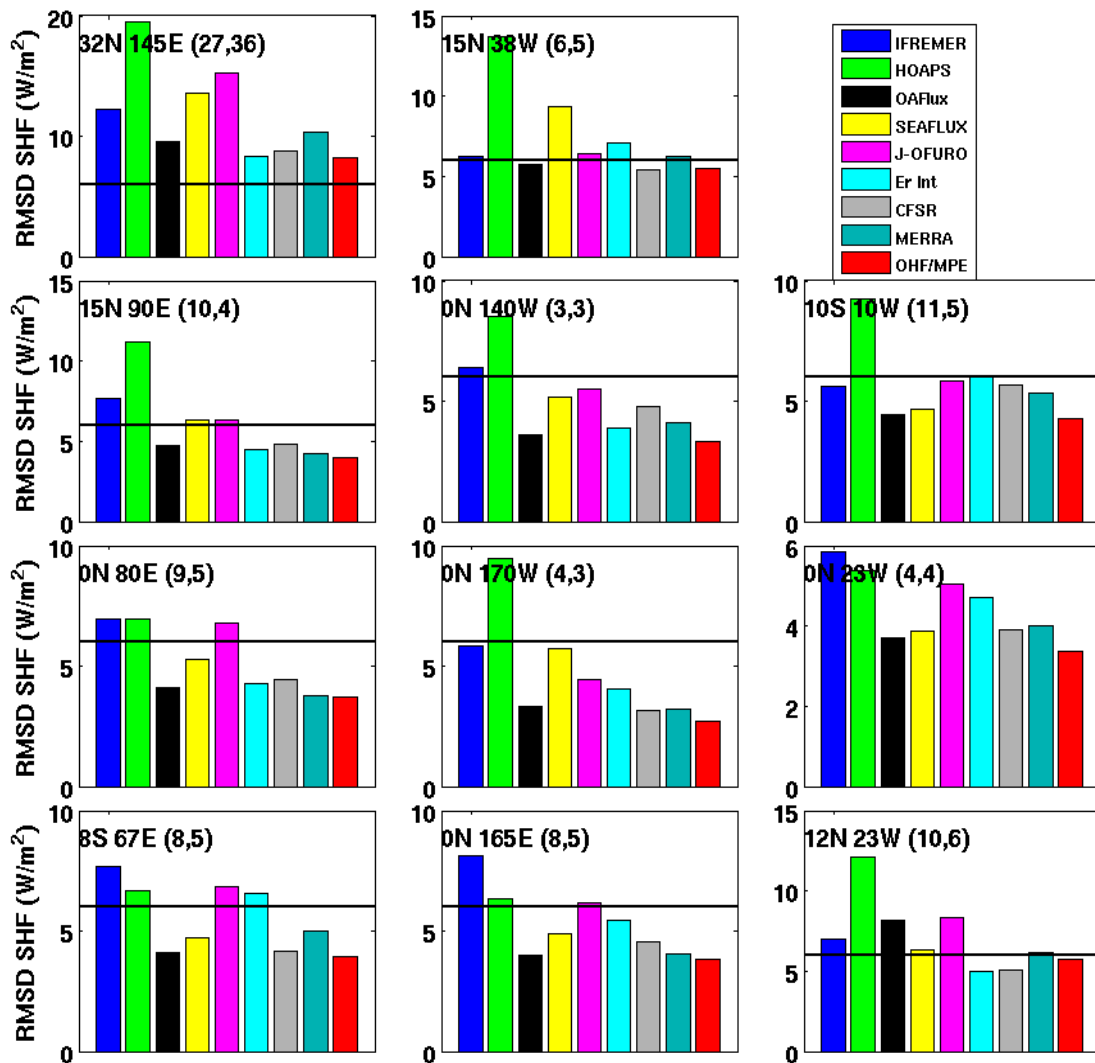 RMSD SHF (W/m²)
20
10
0
32N 145E (27,36)
15
10
5
0
15N 38W (6,5)
IFREMER
HOAPS
OAFlux
SEAFLUX
J-OFURO
Er Int
CFSR
MERRA
OHF/MPE
RMSD SHF (W/m²)
15
10
5
0
15N 90E (10,4)
10
5
0
0N 140W (3,3)
10
5
0
10S 10W (11,5)
RMSD SHF (W/m²)
10
5
0
0N 80E (9,5)
10
5
0
0N 170W (4,3)
6
4
2
0
0N 23W (4,4)
RMSD SHF (W/m²)
10
5
0
8S 67E (8,5)
10
5
0
0N 165E (8,5)
15
10
5
0
12N 23W (10,6)